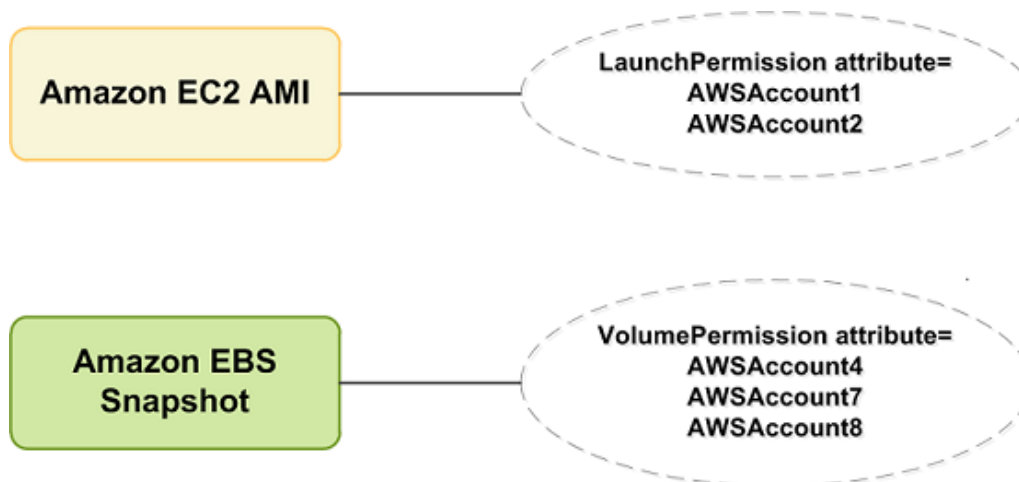 Amazon EC2 AMI
LaunchPermission attribute=
AWSAccount1
AWSAccount2
Amazon EBS
Snapshot
VolumePermission attribute=
AWSAccount4
AWSAccount7
AWSAccount8